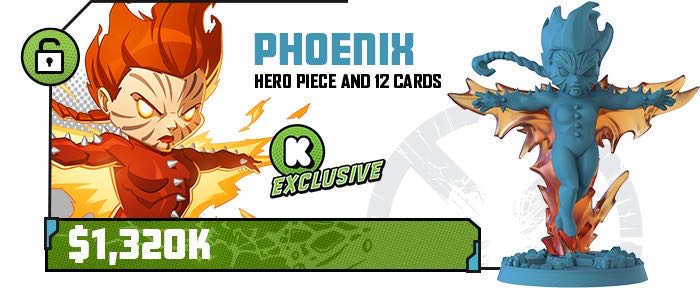 PHOENIX
HERO PIECE AND 12 CARDS
K
EXCLUSIVE
$1,320K